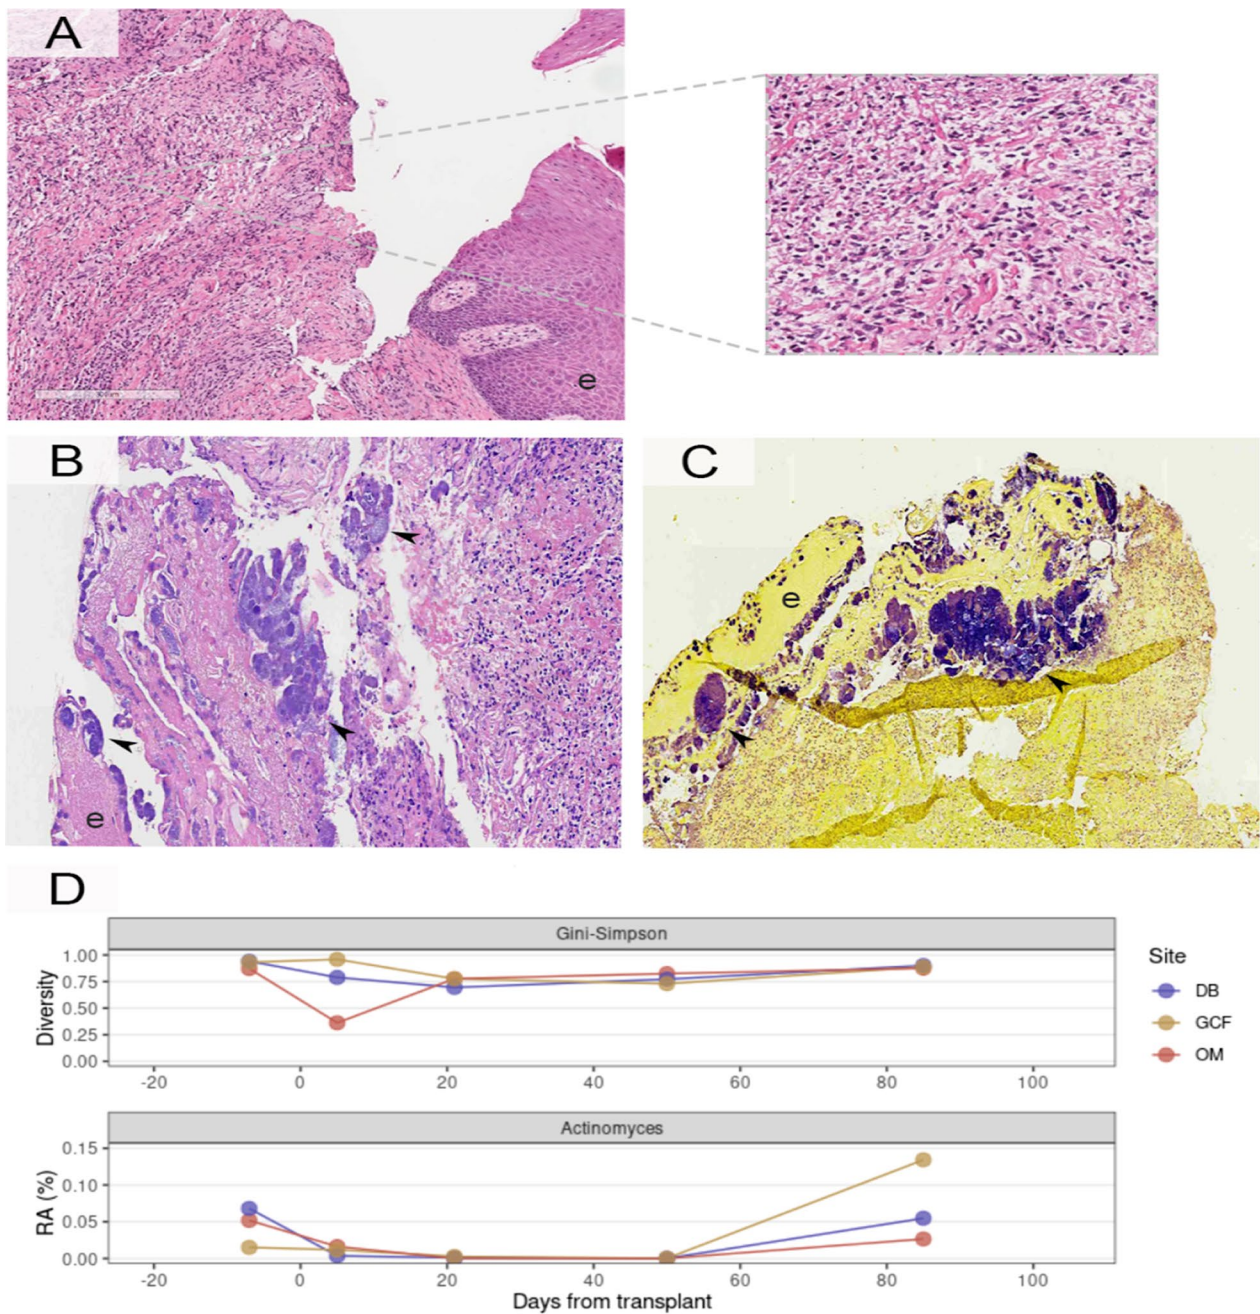 A
e
B
e
C
e
D
Gini-Simpson
1.00
0.75
0.50
0.25
0.00
Diversity
-20 0 20 40 60 80 100
Site
DB
GCF
OM
Actinomyces
0.15
0.10
0.05
0.00
RA (%)
-20 0 20 40 60 80 100
Days from transplant